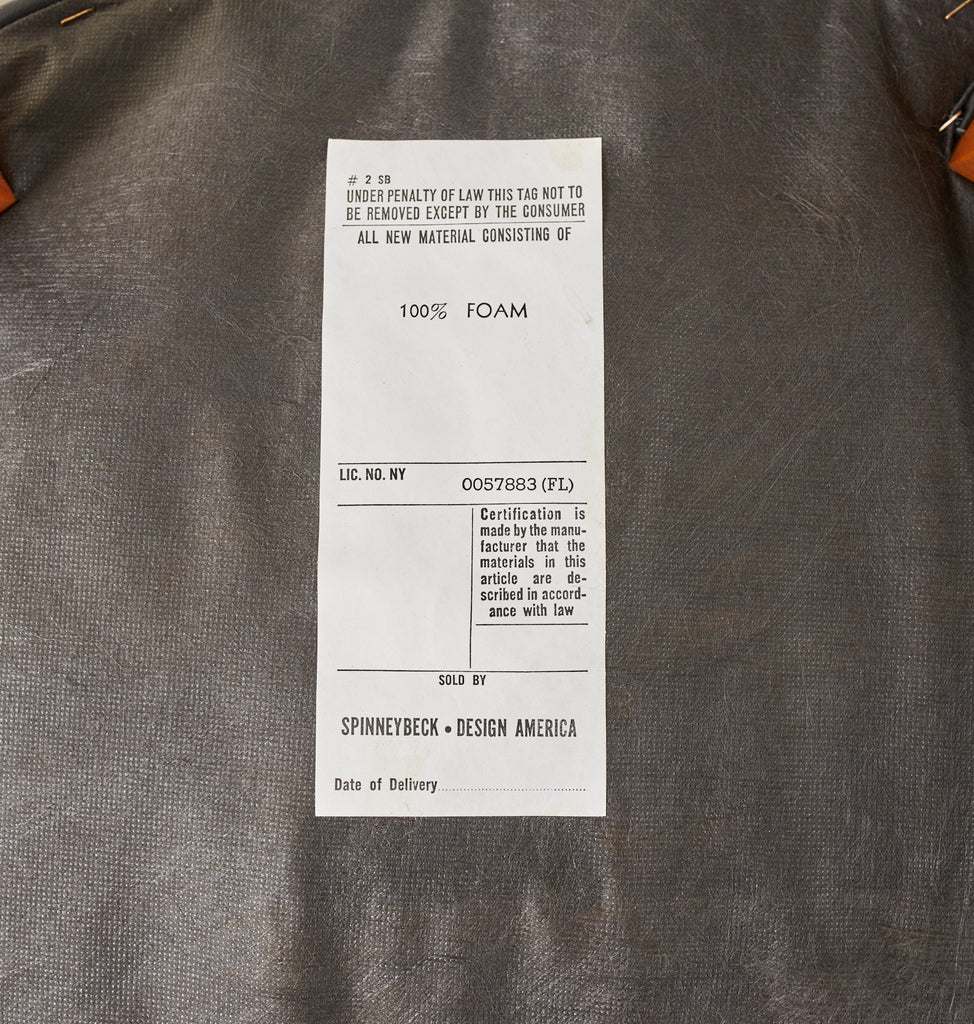 # 2 SB
UNDER PENALTY OF LAW THIS TAG NOT TO
BE REMOVED EXCEPT BY THE CONSUMER
ALL NEW MATERIAL CONSISTING OF
100% FOAM
LIC. NO. NY
0057883 (FL)
Certification is
made by the manu-
facturer that the
materials in this
article are de-
scribed in accord-
ance with law
SOLD BY
SPINNEYBECK • DESIGN AMERICA
Date of Delivery